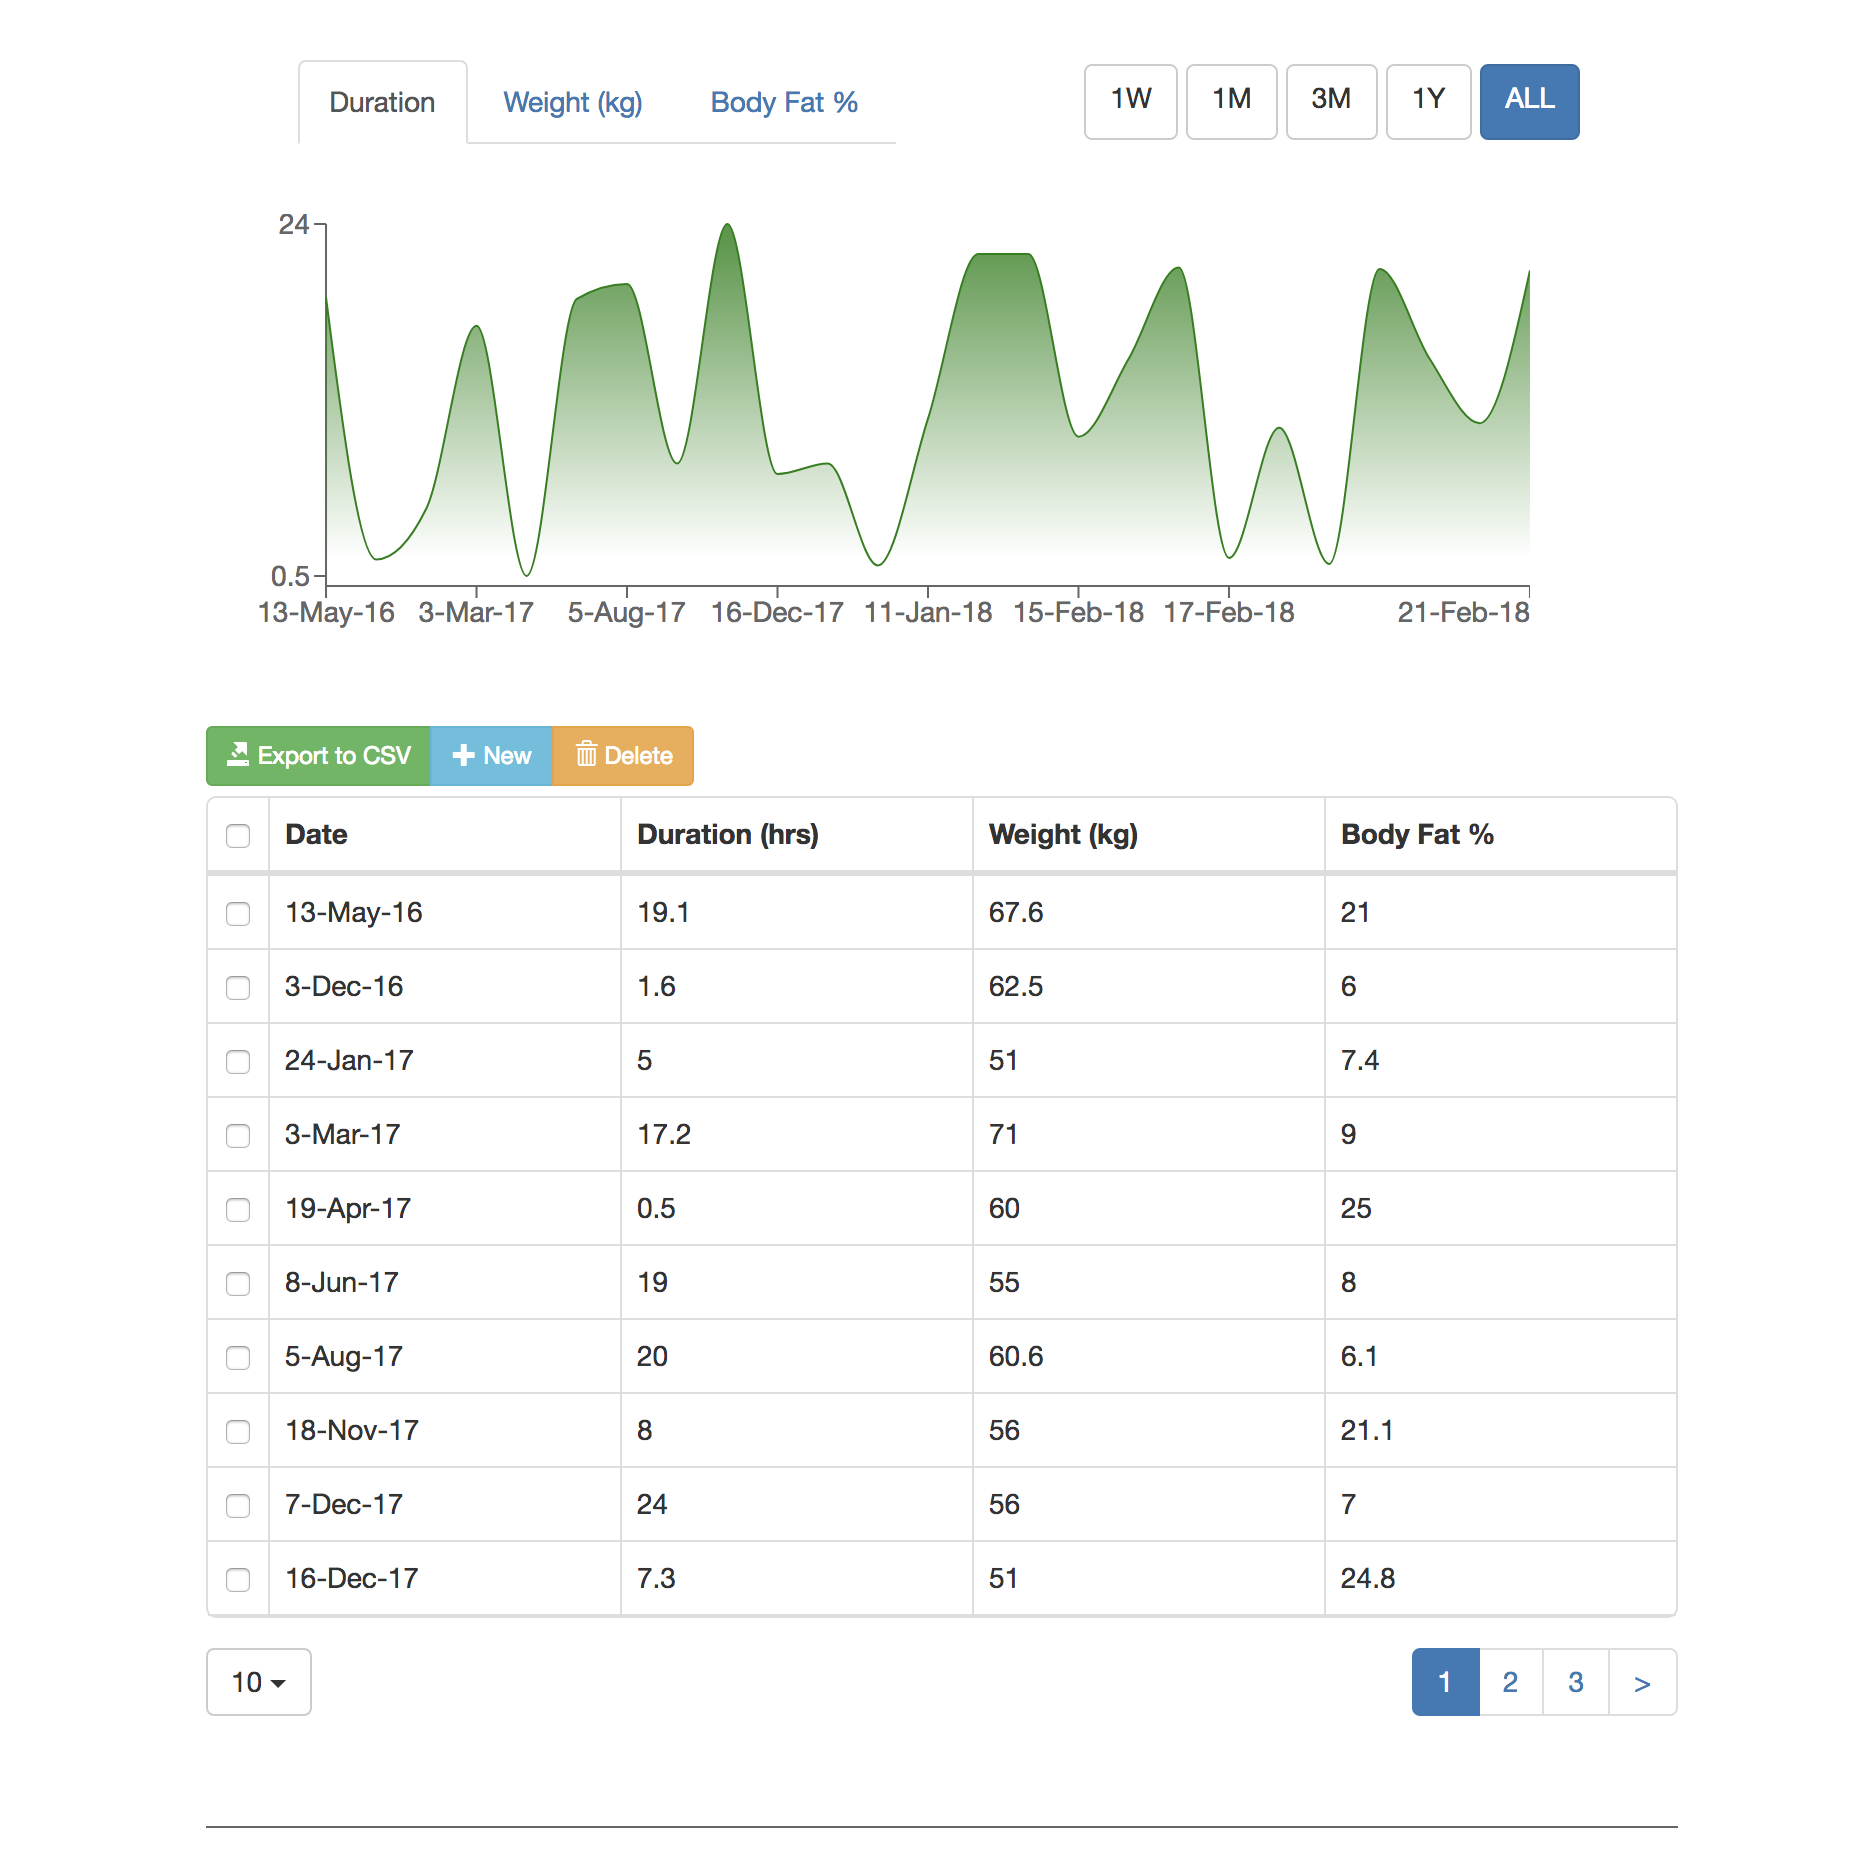 Duration Weight (kg) Body Fat % 1W 1M 3M 1Y ALL
24
0.5
13-May-16 3-Mar-17 5-Aug-17 16-Dec-17 11-Jan-18 15-Feb-18 17-Feb-18 21-Feb-18
Export to CSV New Delete
Date Duration (hrs) Weight (kg) Body Fat %
13-May-16 19.1 67.6 21
3-Dec-16 1.6 62.5 6
24-Jan-17 5 51 7.4
3-Mar-17 17.2 71 9
19-Apr-17 0.5 60 25
8-Jun-17 19 55 8
5-Aug-17 20 60.6 6.1
18-Nov-17 8 56 21.1
7-Dec-17 24 56 7
16-Dec-17 7.3 51 24.8
10 1 2 3 >